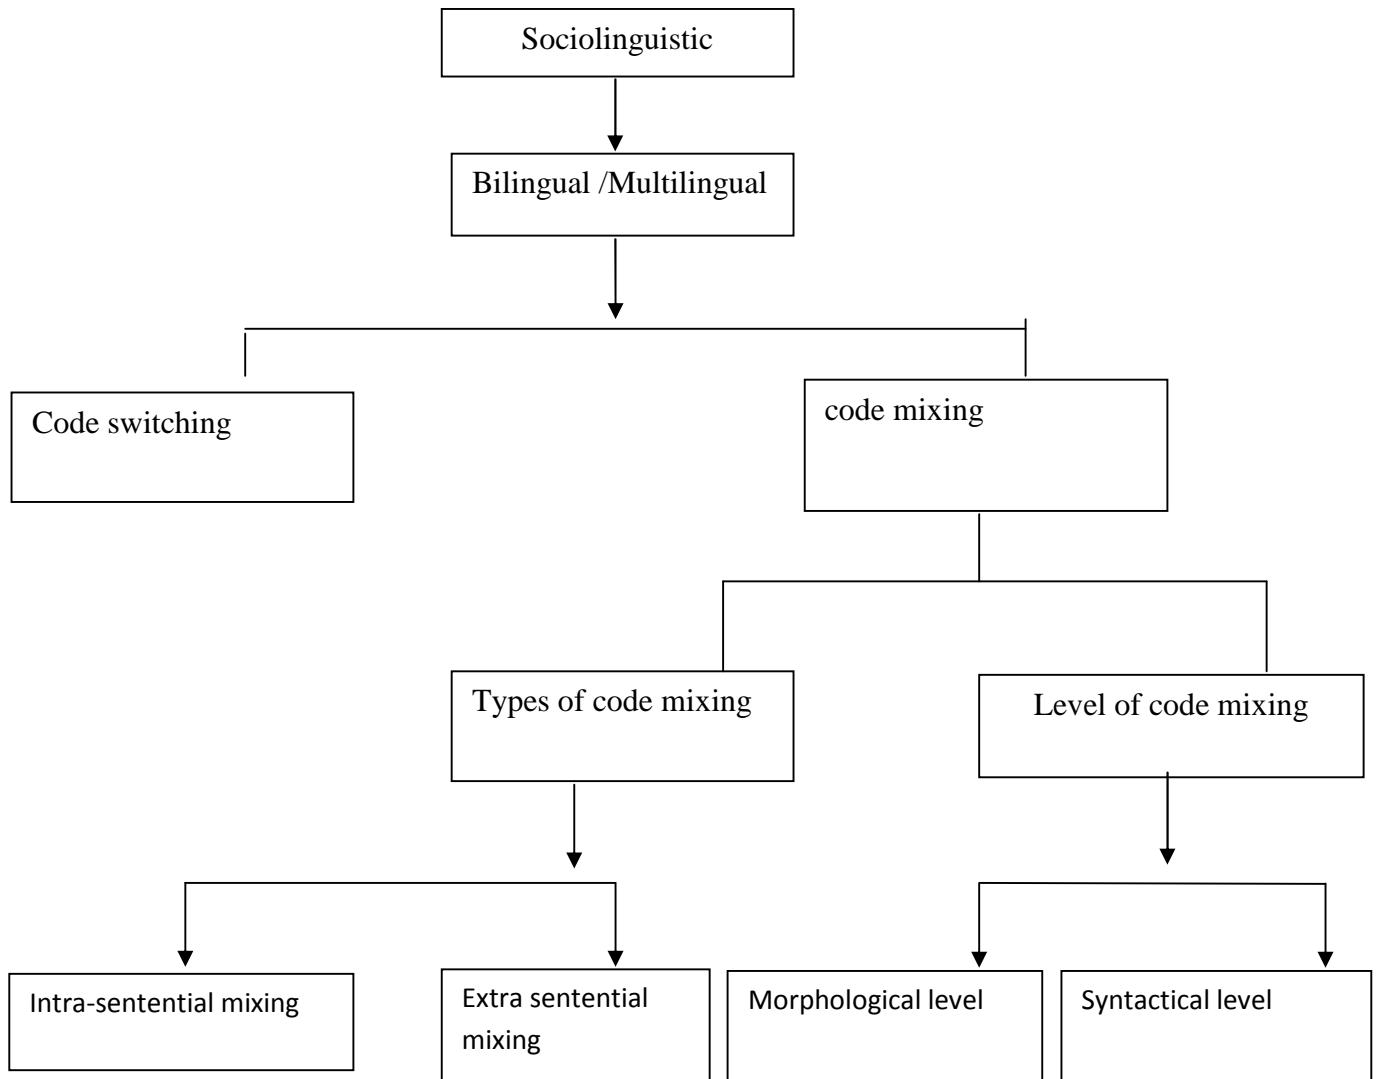 Sociolinguistic
Bilingual /Multilingual
Code switching
code mixing
Types of code mixing
Level of code mixing
Intra-sentential mixing
Extra sentential
mixing
Morphological level
Syntactical level